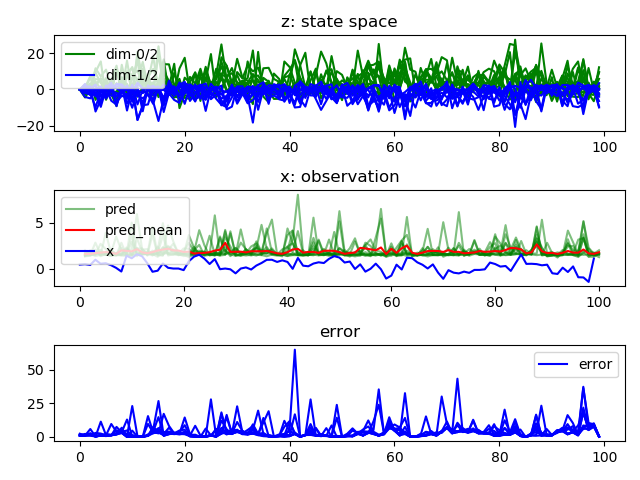 z: state space
20
0
−20
dim-0/2
dim-1/2
0 20 40 60 80 100
x: observation
5
0
pred
pred_mean
x
0 20 40 60 80 100
error
50
25
0
error
0 20 40 60 80 100